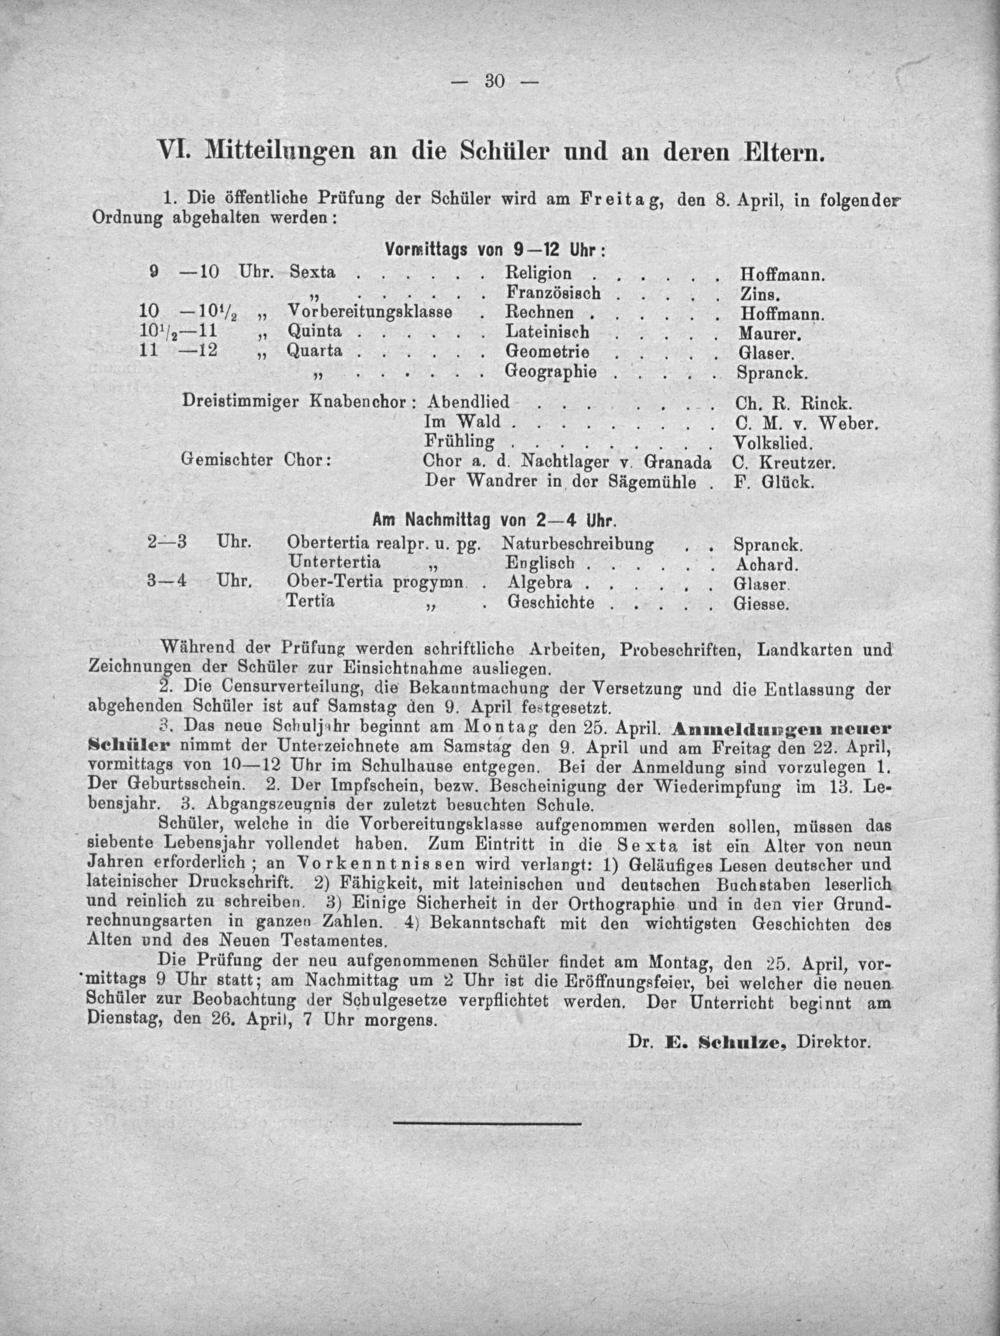 — 30 —
VI. Mitteilungen an die Schüler und an deren Eltern.
1. Die öffentliche Prüfung der Schüler wird am Freitag, den 8. April, in folgender
Ordnung abgehalten werden:
Vormittags von 9—12 Uhr:
9 —10 Uhr. Sexta . . . . . . Religion . . . . . . Hoffmann.
„ . . . . . . Französisch . . . . . Zins.
10 —10½ „ Vorbereitungsklasse . Rechnen . . . . . . Hoffmann.
10½—11 „ Quinta . . . . . . Lateinisch . . . . . Maurer.
11 —12 „ Quarta . . . . . . Geometrie . . . . . Glaser.
„ . . . . . . Geographie . . . . . Spranck.
Dreistimmiger Knabenchor: Abendlied . . . . . . . Ch. R. Rinck.
Im Wald . . . . . . . . . C. M. v. Weber.
Frühling . . . . . . . . . Volkslied.
Gemischter Chor: Chor a. d. Nachtlager v. Granada C. Kreutzer.
Der Wandrer in der Sägemühle . F. Glück.
Am Nachmittag von 2—4 Uhr.
2—3 Uhr. Obertertia realpr. u. pg. Naturbeschreibung . . Spranck.
Untertertia „ Englisch . . . . . . Achard.
3—4 Uhr. Ober-Tertia progymn . Algebra . . . . . . Glaser.
Tertia „ . Geschichte . . . . . Giesse.
Während der Prüfung werden schriftliche Arbeiten, Probeschriften, Landkarten und
Zeichnungen der Schüler zur Einsichtnahme ausliegen.
2. Die Censurverteilung, die Bekanntmachung der Versetzung und die Entlassung der
abgehenden Schüler ist auf Samstag den 9. April festgesetzt.
3. Das neue Schuljahr beginnt am Montag den 25. April. Anmeldungen neuer
Schüler nimmt der Unterzeichnete am Samstag den 9. April und am Freitag den 22. April,
vormittags von 10—12 Uhr im Schulhause entgegen. Bei der Anmeldung sind vorzulegen 1.
Der Geburtsschein. 2. Der Impfschein, bezw. Bescheinigung der Wiederimpfung im 13. Le-
bensjahr. 3. Abgangszeugnis der zuletzt besuchten Schule.
Schüler, welche in die Vorbereitungsklasse aufgenommen werden sollen, müssen das
siebente Lebensjahr vollendet haben. Zum Eintritt in die Sexta ist ein Alter von neun
Jahren erforderlich; an Vorkenntnissen wird verlangt: 1) Geläufiges Lesen deutscher und
lateinischer Druckschrift. 2) Fähigkeit, mit lateinischen und deutschen Buchstaben leserlich
und reinlich zu schreiben. 3) Einige Sicherheit in der Orthographie und in den vier Grund-
rechnungsarten in ganzen Zahlen. 4) Bekanntschaft mit den wichtigsten Geschichten des
Alten und des Neuen Testamentes.
Die Prüfung der neu aufgenommenen Schüler findet am Montag, den 25. April, vor-
mittags 9 Uhr statt; am Nachmittag um 2 Uhr ist die Eröffnungsfeier, bei welcher die neuen
Schüler zur Beobachtung der Schulgesetze verpflichtet werden. Der Unterricht beginnt am
Dienstag, den 26. April, 7 Uhr morgens.
Dr. E. Schulze, Direktor.